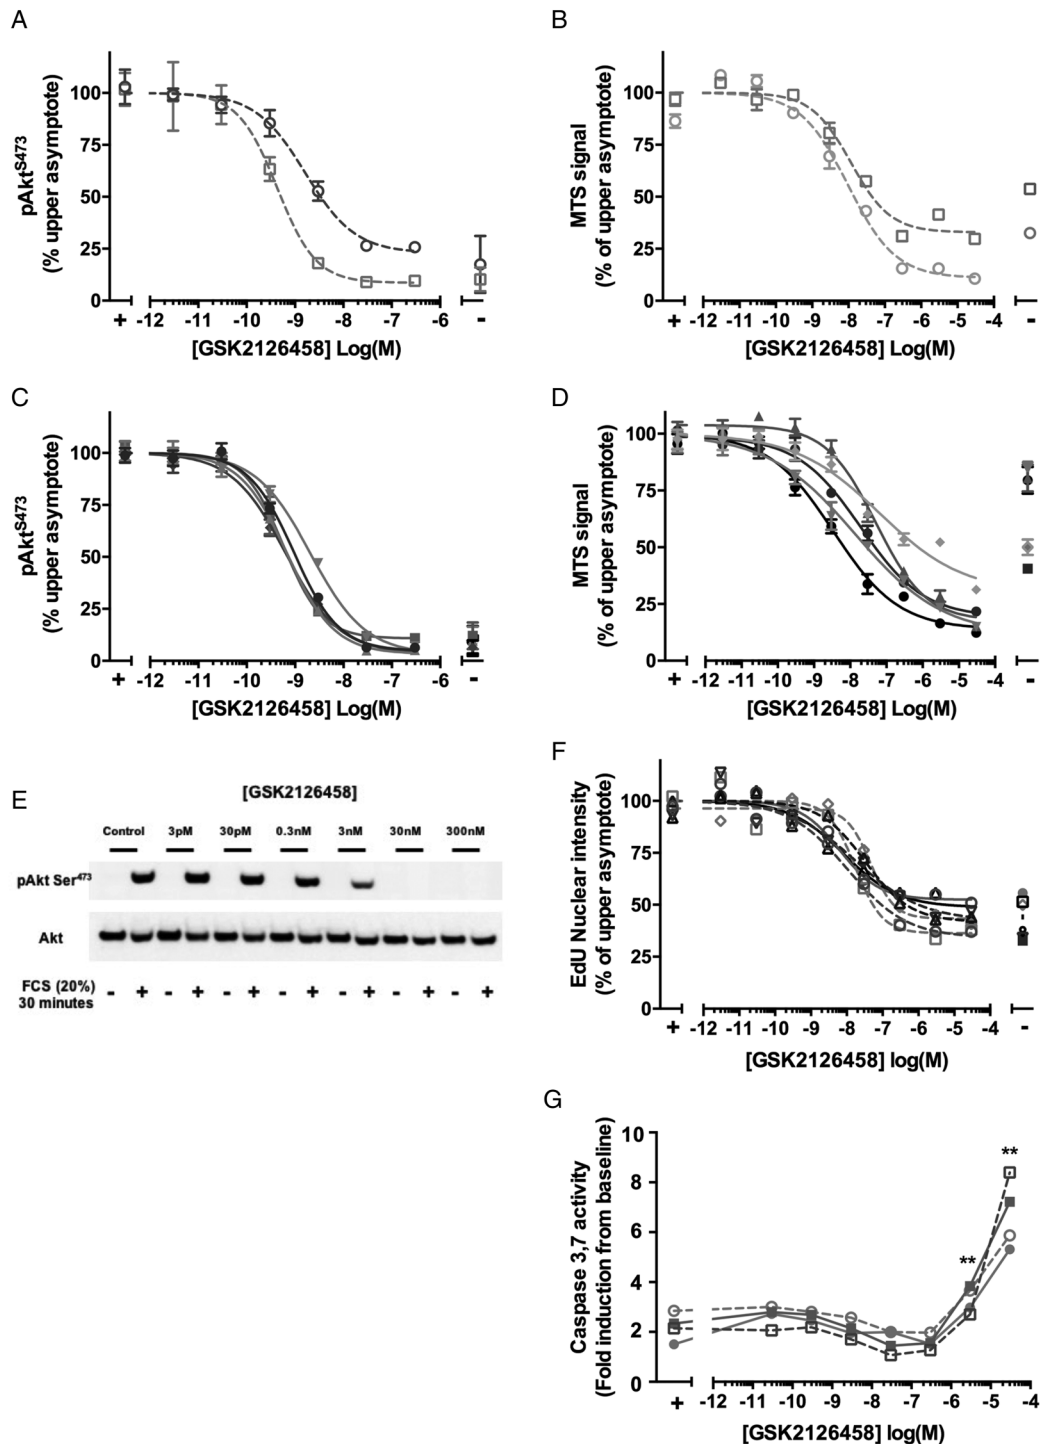 A
pAktS473
(% upper asymptote)
100
75
50
25
0
+ -12 -11 -10 -9 -8 -7 -6 -
[GSK2126458] Log(M)
B
MTS signal
(% of upper asymptote)
100
75
50
25
0
+ -12 -11 -10 -9 -8 -7 -6 -5 -4 -
[GSK2126458] Log(M)
C
pAktS473
(% upper asymptote)
100
75
50
25
0
+ -12 -11 -10 -9 -8 -7 -6 -
[GSK2126458] Log(M)
D
MTS signal
(% of upper asymptote)
100
75
50
25
0
+ -12 -11 -10 -9 -8 -7 -6 -5 -4 -
[GSK2126458] Log(M)
E
[GSK2126458]
Control 3pM 30pM 0.3nM 3nM 30nM 300nM
pAkt Ser473
Akt
FCS (20%) - + - + - + - + - + - + - +
30 minutes
F
EdU Nuclear intensity
(% of upper asymptote)
100
75
50
25
0
+ -12 -11 -10 -9 -8 -7 -6 -5 -4 -
[GSK2126458] log(M)
G
Caspase 3,7 activity
(Fold induction from baseline)
10
8
6
4
2
0
**
**
+ -12 -11 -10 -9 -8 -7 -6 -5 -4
[GSK2126458] log(M)